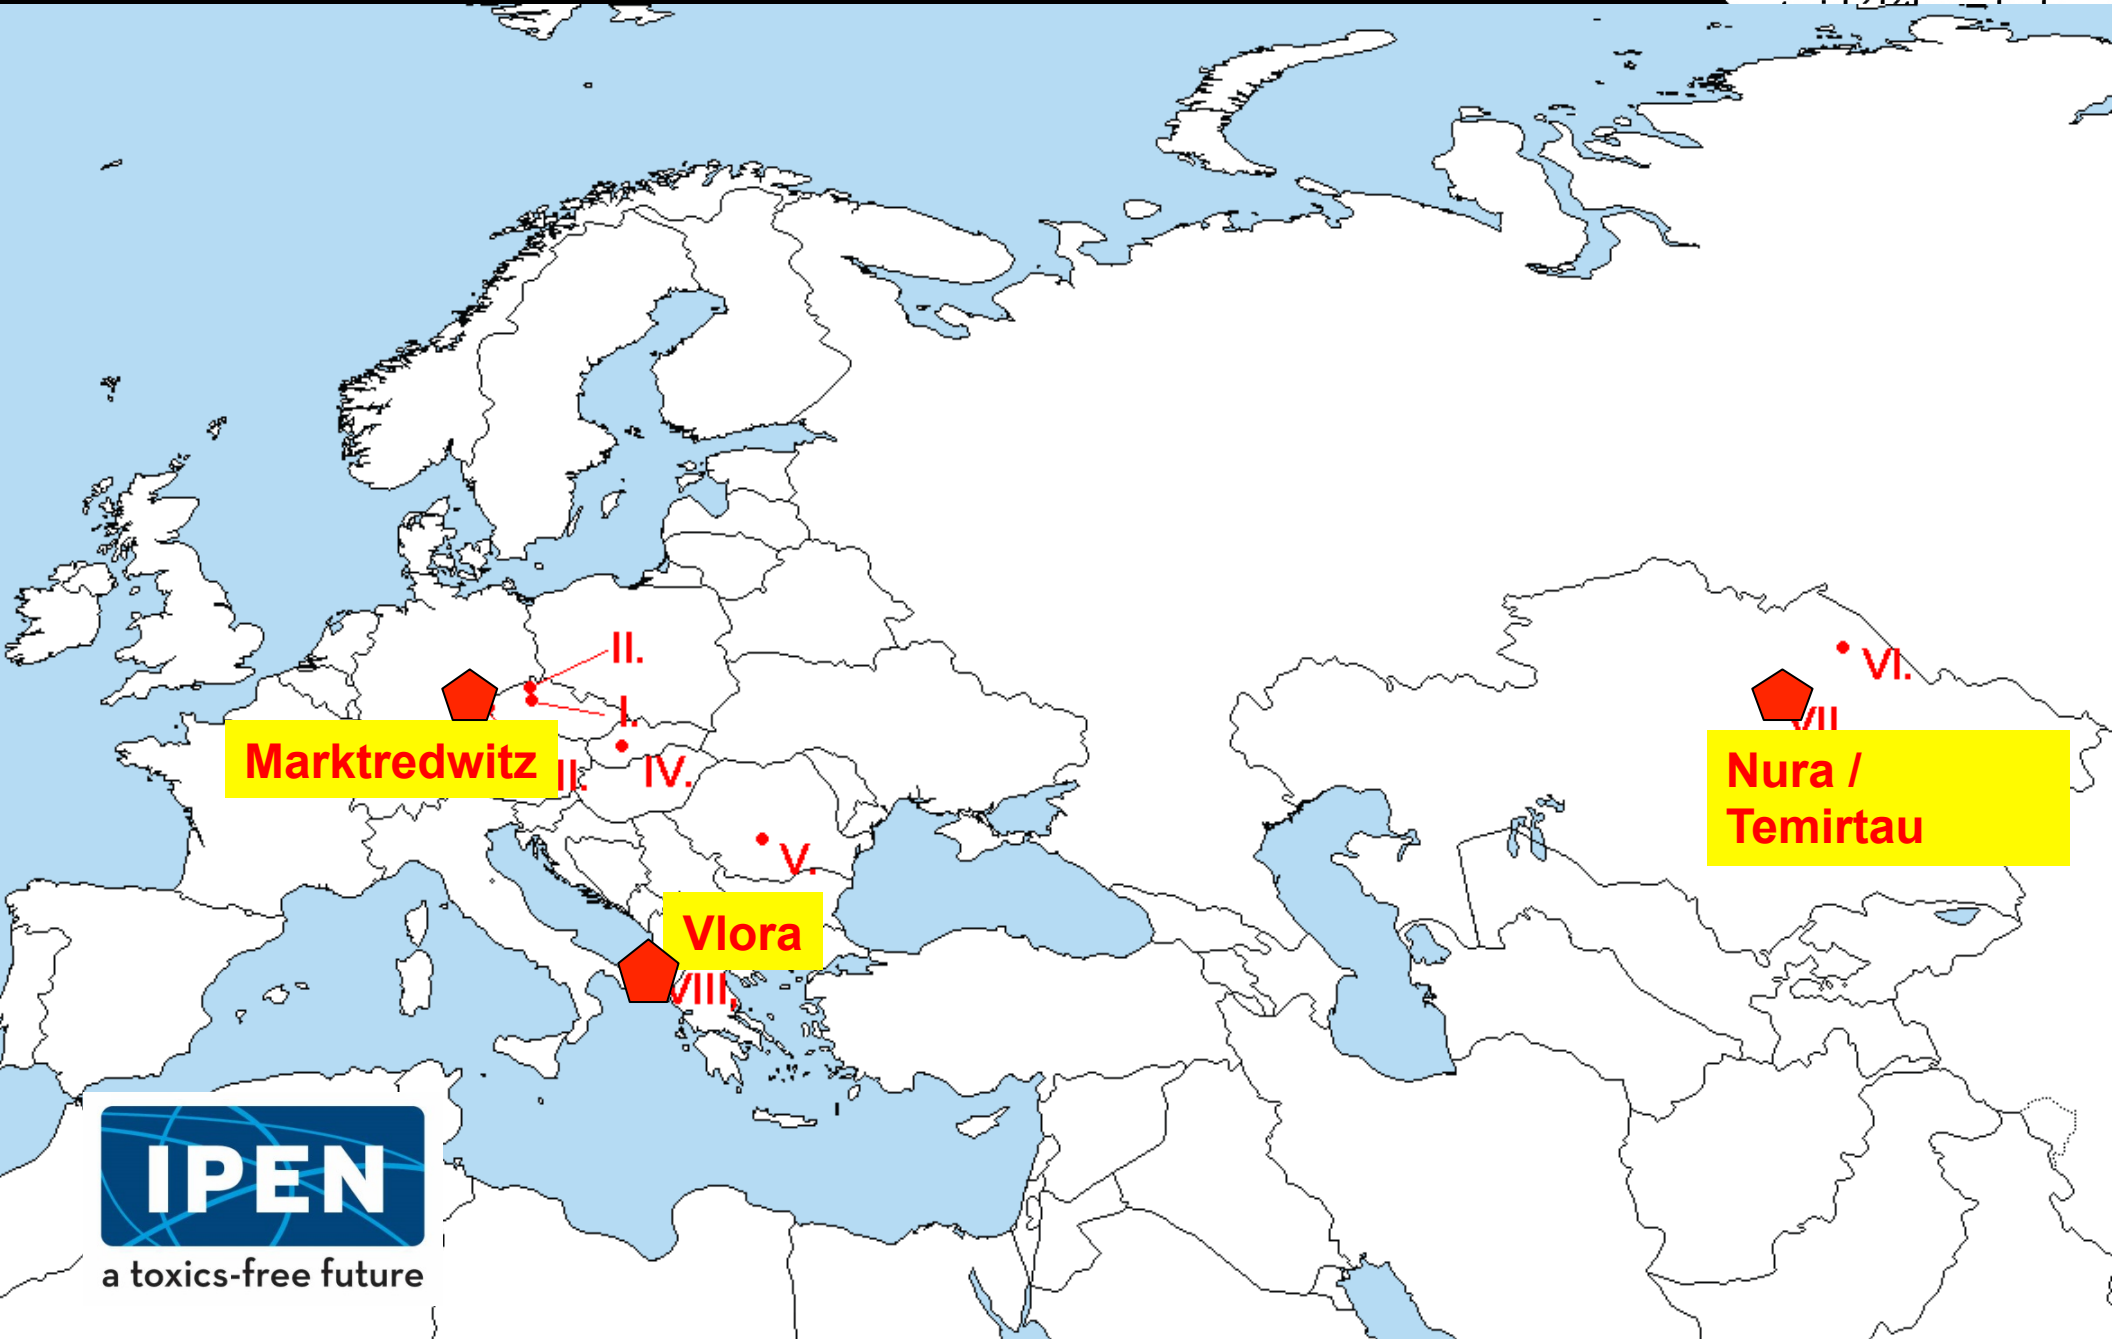 II.
VI.
I.
VII
Marktredwitz
II.
IV.
Nura /
Temirtau
V.
Vlora
VIII.
IPEN
a toxics-free future